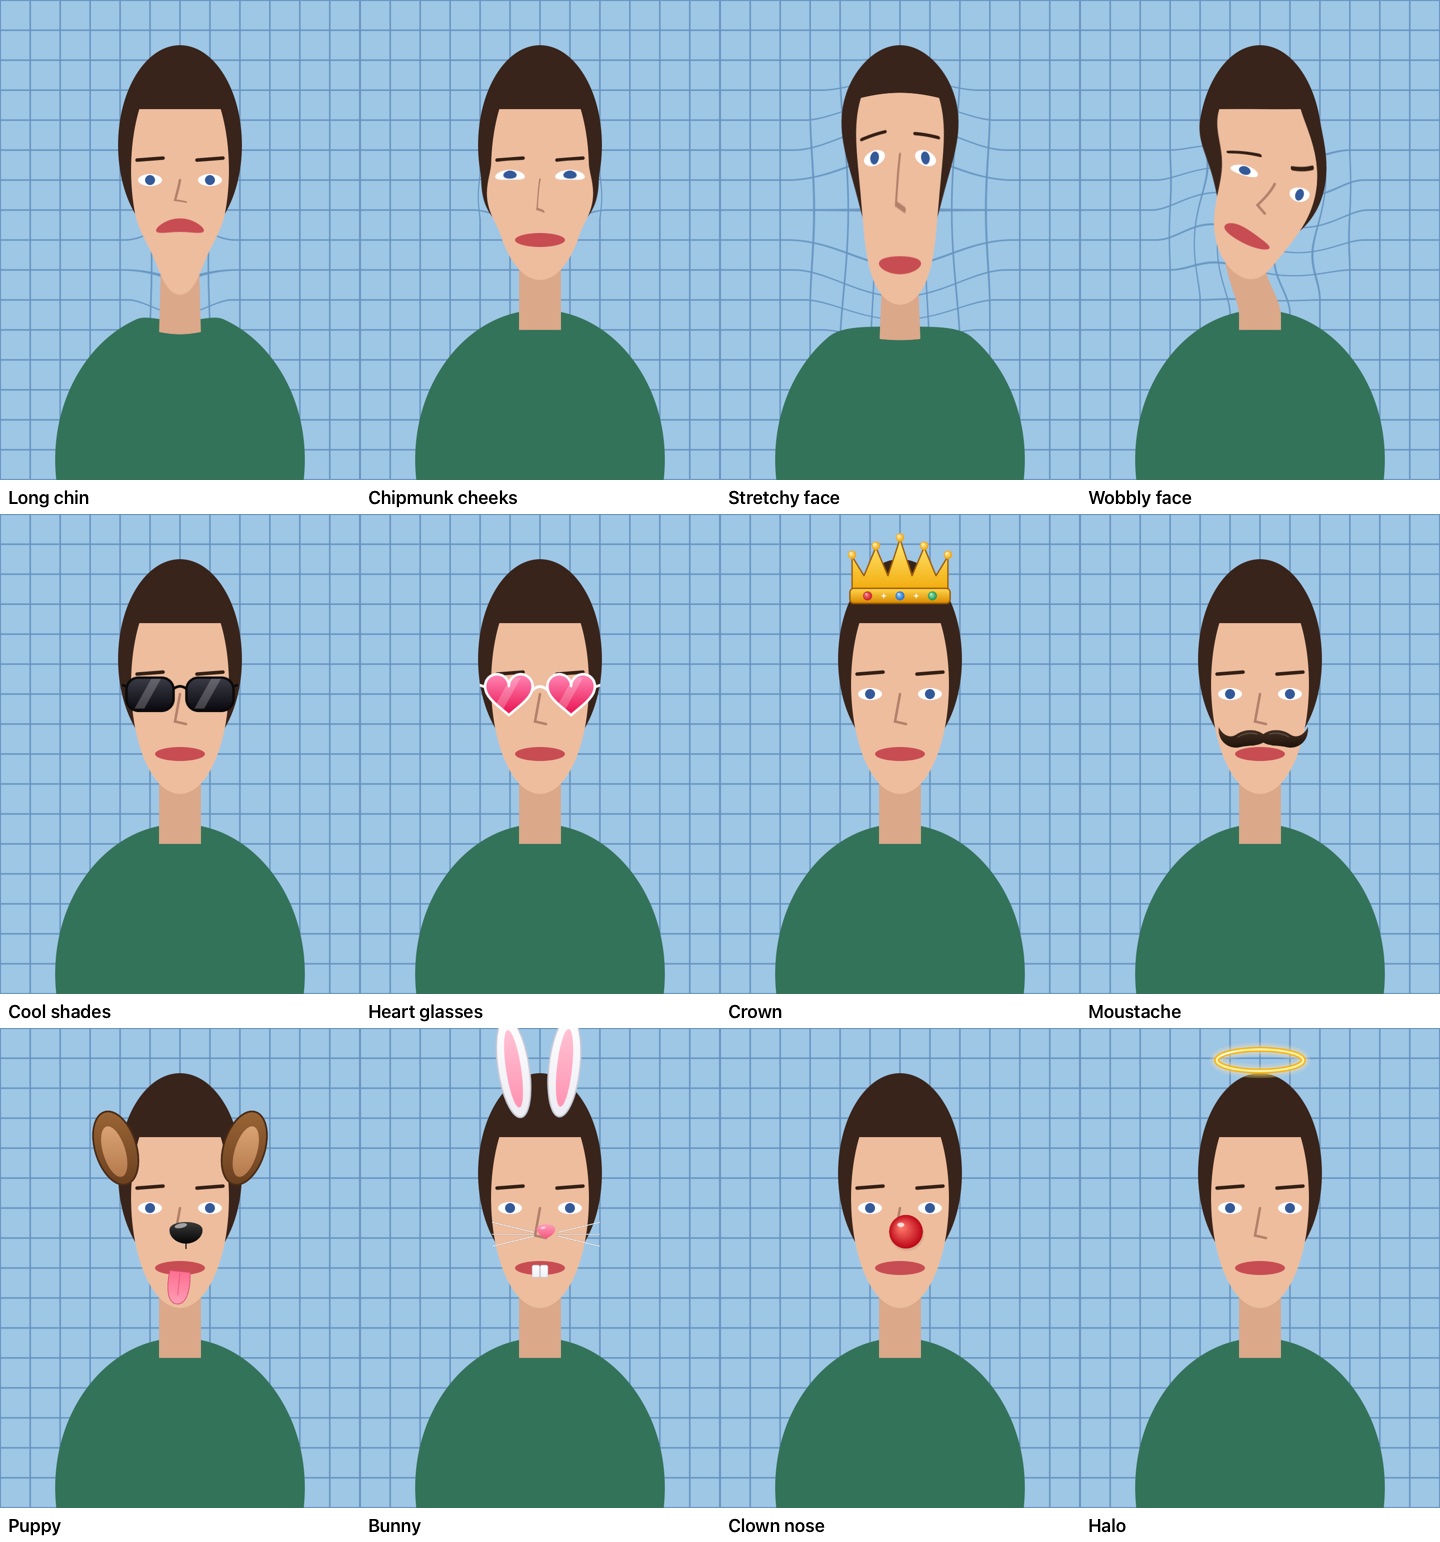 Long chin
Chipmunk cheeks
Stretchy face
Wobbly face
Cool shades
Heart glasses
Crown
Moustache
Puppy
Bunny
Clown nose
Halo